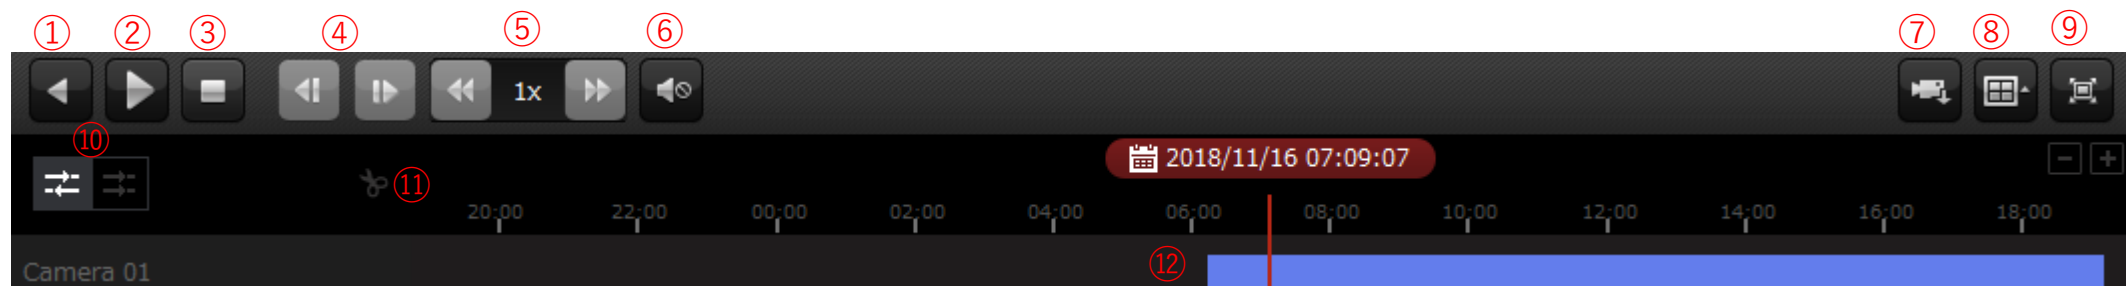 ① ② ③ ④ ⑤ ⑥ ⑦ ⑧ ⑨
1x
⑩
2018/11/16 07:09:07
⑪
20:00 22:00 00:00 02:00 04:00 06:00 08:00 10:00 12:00 14:00 16:00 18:00
Camera 01 ⑫